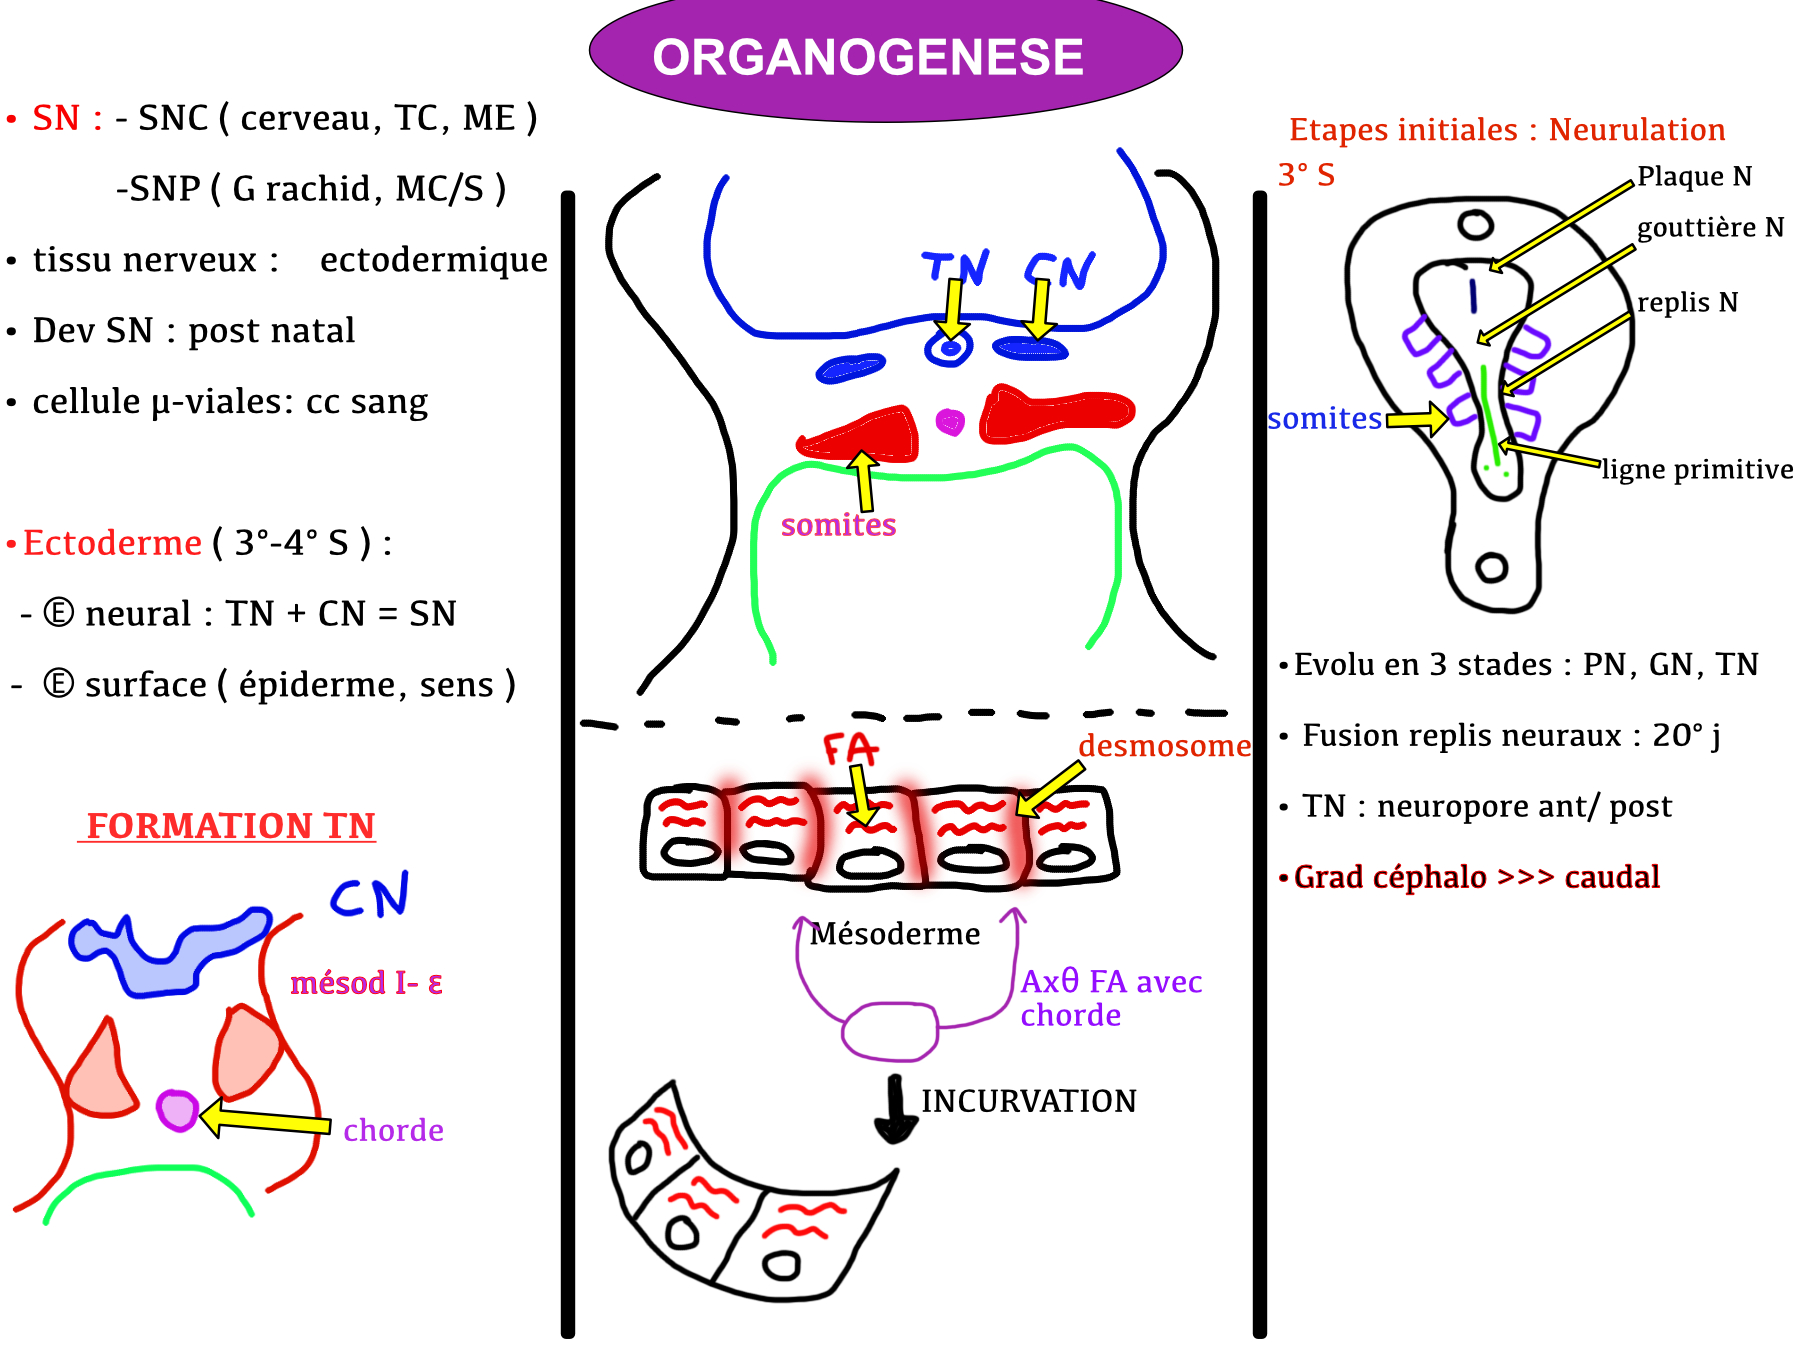 ORGANOGENESE
• SN : - SNC ( cerveau, TC, ME )
-SNP ( G rachid, MC/S )
• tissu nerveux : ectodermique
• Dev SN : post natal
• cellule µ-viales: cc sang
• Ectoderme ( 3°-4° S ) :
- Ⓔ neural : TN + CN = SN
- Ⓔ surface ( épiderme, sens )
FORMATION TN
CN
mésod I- ε
chorde
TN CN
somites
FA
desmosome
Mésoderme
Axθ FA avec
chorde
INCURVATION
Etapes initiales : Neurulation
3° S
Plaque N
gouttière N
replis N
somites
ligne primitive
• Evolu en 3 stades : PN, GN, TN
• Fusion replis neuraux : 20° j
• TN : neuropore ant/ post
• Grad céphalo >>> caudal